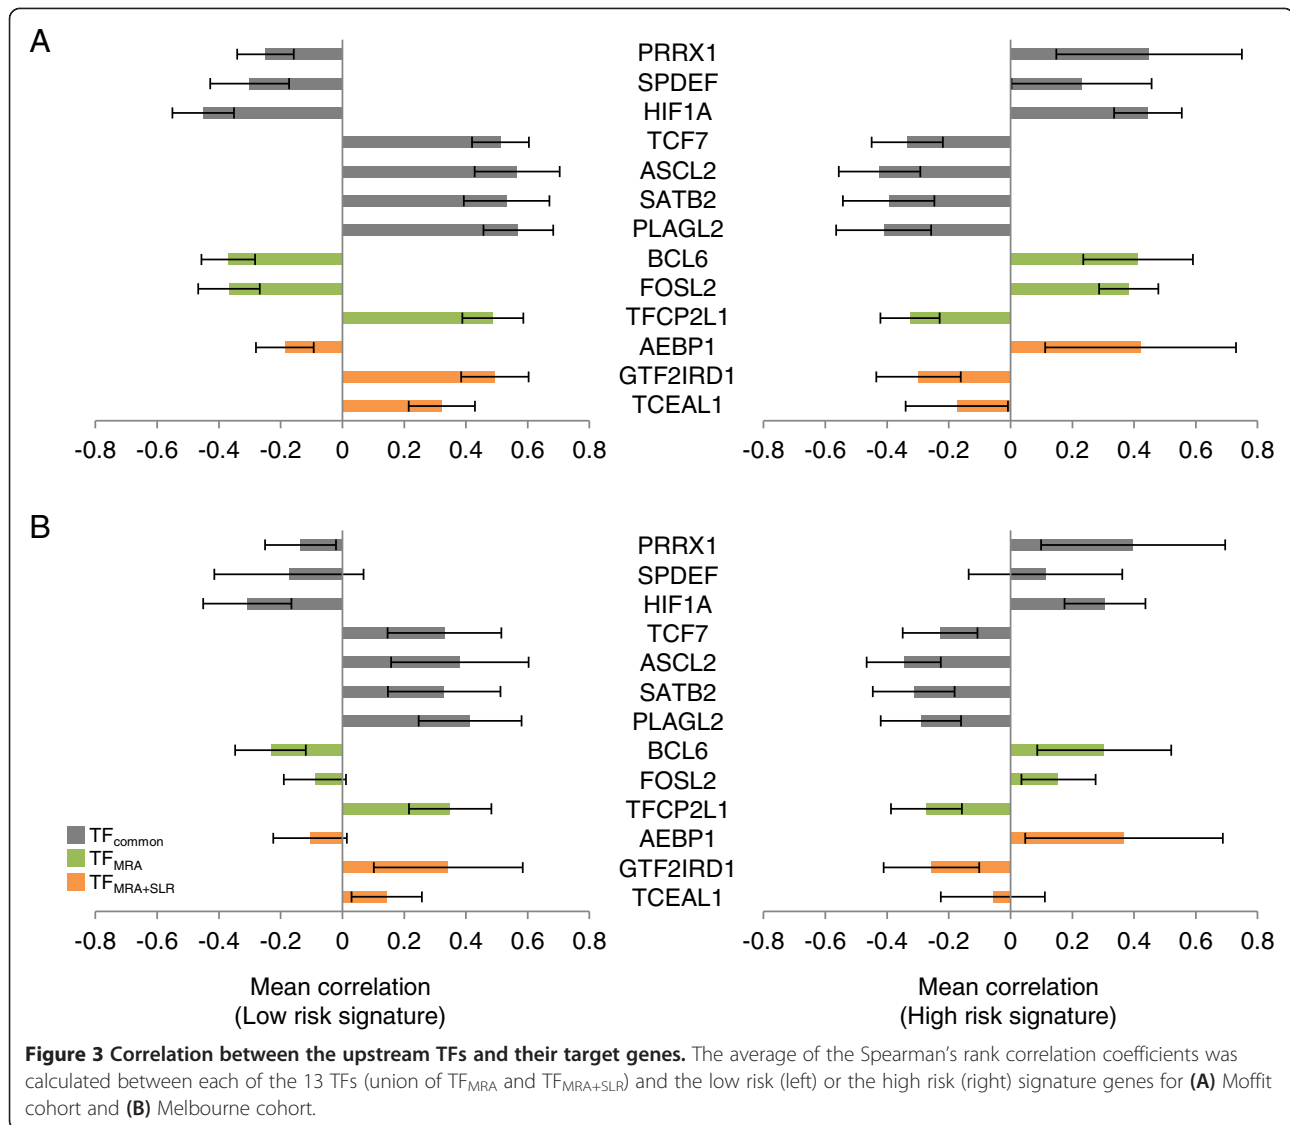 A
PRRX1
SPDEF
HIF1A
TCF7
ASCL2
SATB2
PLAGL2
BCL6
FOSL2
TFCP2L1
AEBP1
GTF2IRD1
TCEAL1
-0.8 -0.6 -0.4 -0.2 0 0.2 0.4 0.6 0.8
-0.8 -0.6 -0.4 -0.2 0 0.2 0.4 0.6 0.8
B
PRRX1
SPDEF
HIF1A
TCF7
ASCL2
SATB2
PLAGL2
BCL6
FOSL2
TFCP2L1
AEBP1
GTF2IRD1
TCEAL1
TFcommon
TFMRA
TFMRA+SLR
-0.8 -0.6 -0.4 -0.2 0 0.2 0.4 0.6 0.8
-0.8 -0.6 -0.4 -0.2 0 0.2 0.4 0.6 0.8
Mean correlation
(Low risk signature)
Mean correlation
(High risk signature)
Figure 3 Correlation between the upstream TFs and their target genes. The average of the Spearman's rank correlation coefficients was
calculated between each of the 13 TFs (union of TFMRA and TFMRA+SLR) and the low risk (left) or the high risk (right) signature genes for (A) Moffit
cohort and (B) Melbourne cohort.